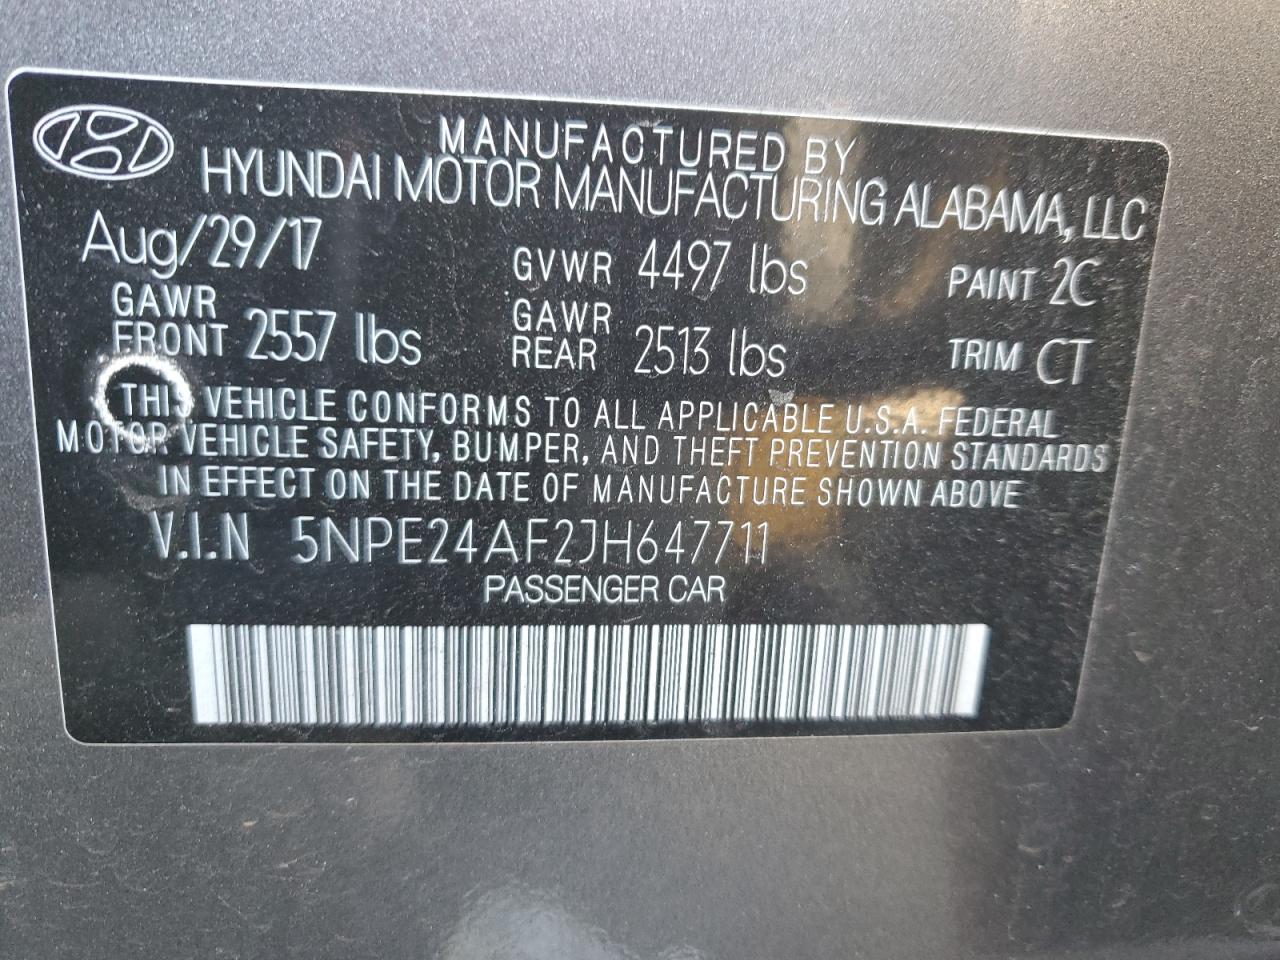 MANUFACTURED BY
HYUNDAI MOTOR MANUFACTURING ALABAMA, LLC
Aug/29/17 GVWR 4497 lbs PAINT 2C
GAWR FRONT 2557 lbs GAWR REAR 2513 lbs TRIM CT
THIS VEHICLE CONFORMS TO ALL APPLICABLE U.S.A. FEDERAL
MOTOR VEHICLE SAFETY, BUMPER, AND THEFT PREVENTION STANDARDS
IN EFFECT ON THE DATE OF MANUFACTURE SHOWN ABOVE
V.I.N 5NPE24AF2JH647711
PASSENGER CAR